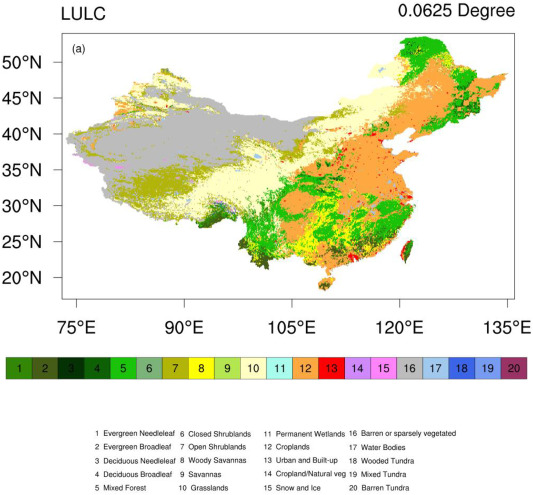 LULC 0.0625 Degree
(a)
50°N
45°N
40°N
35°N
30°N
25°N
20°N
75°E 90°E 105°E 120°E 135°E
1 2 3 4 5 6 7 8 9 10 11 12 13 14 15 16 17 18 19 20
1 Evergreen Needleleaf 6 Closed Shrublands 11 Permanent Wetlands 16 Barren or sparsely vegetated
2 Evergreen Broadleaf 7 Open Shrublands 12 Croplands 17 Water Bodies
3 Deciduous Needleleaf 8 Woody Savannas 13 Urban and Built-up 18 Wooded Tundra
4 Deciduous Broadleaf 9 Savannas 14 Cropland/Natural veg 19 Mixed Tundra
5 Mixed Forest 10 Grasslands 15 Snow and Ice 20 Barren Tundra